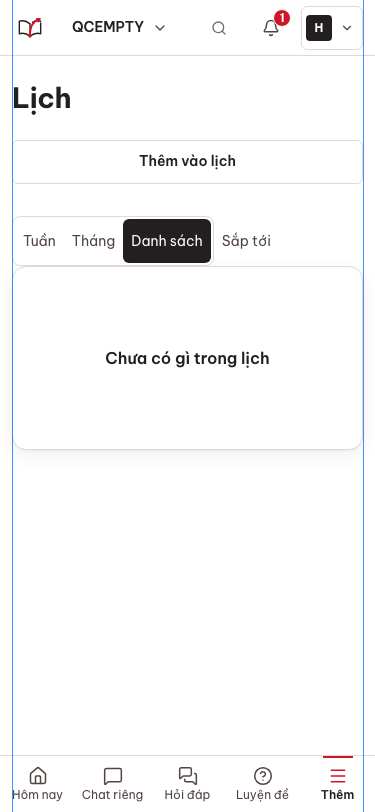 QCEMPTY
1
H
Lịch
Thêm vào lịch
Tuần Tháng Danh sách Sắp tới
Chưa có gì trong lịch
Hôm nay Chat riêng Hỏi đáp Luyện đề Thêm